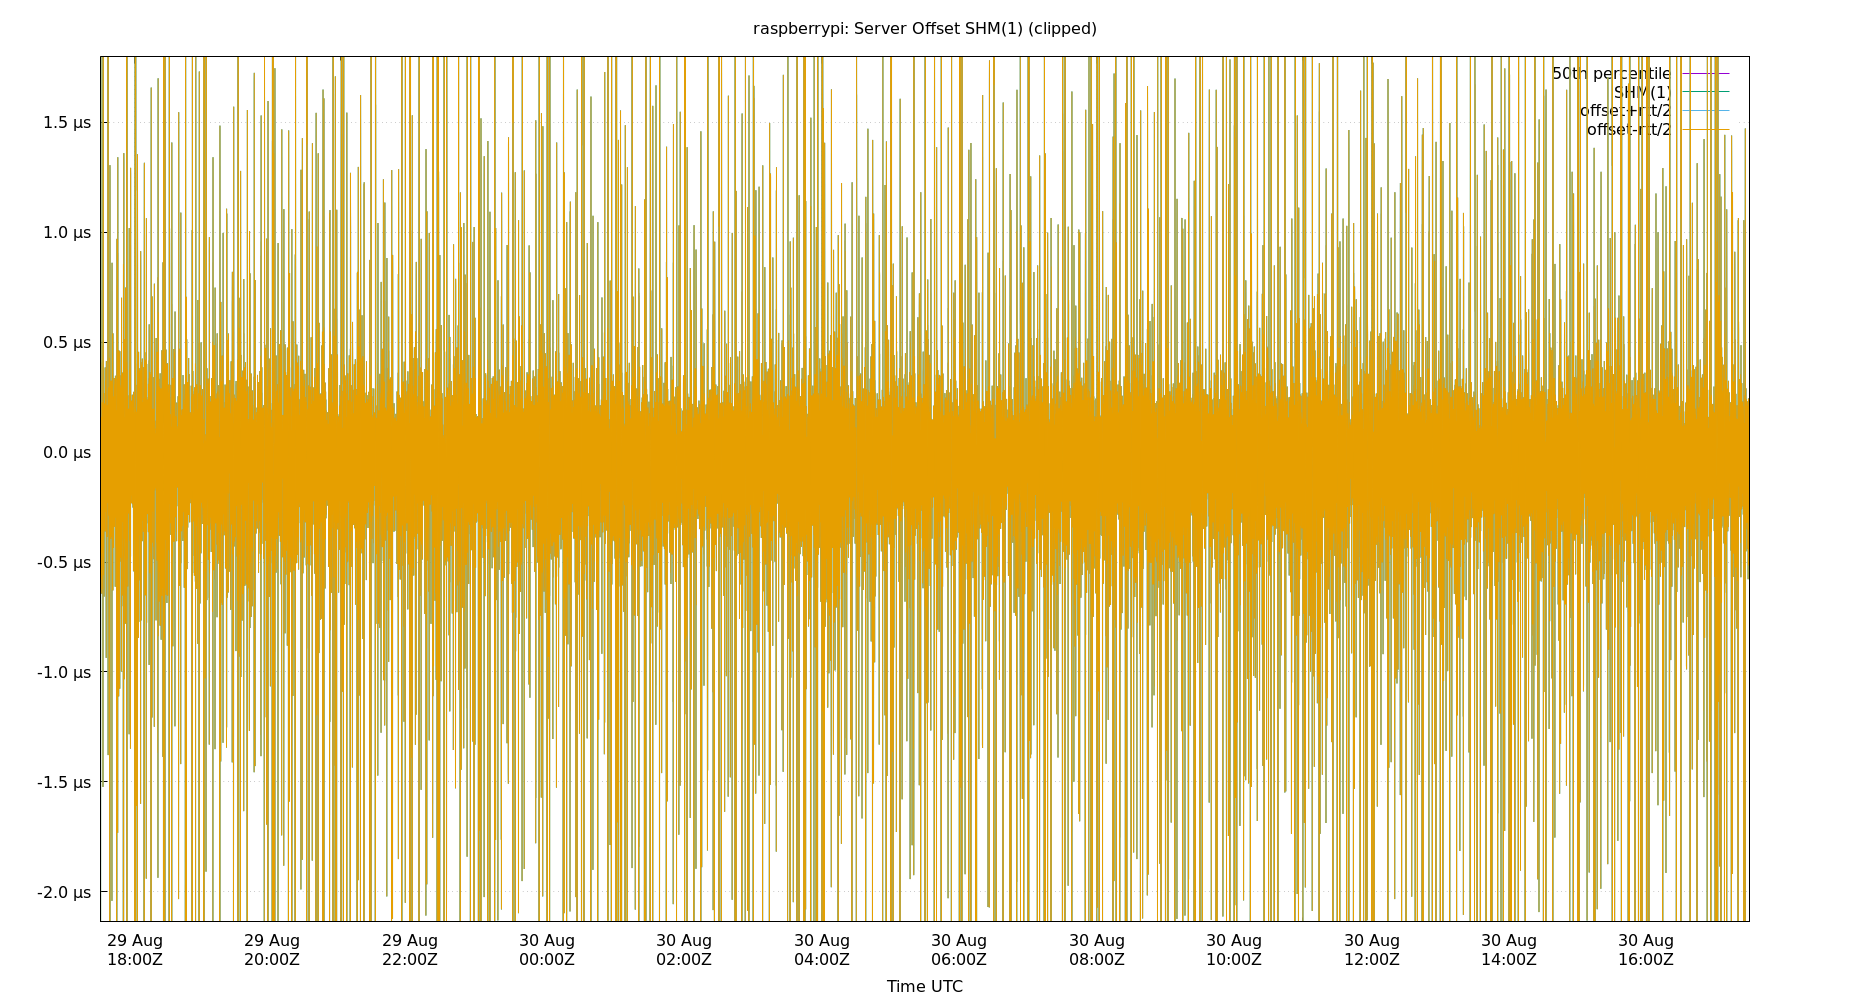 raspberrypi: Server Offset SHM(1) (clipped)
50th percentile
SHM(1)
offset+rtt/2
offset-rtt/2
1.5 µs
1.0 µs
0.5 µs
0.0 µs
-0.5 µs
-1.0 µs
-1.5 µs
-2.0 µs
29 Aug 29 Aug 29 Aug 30 Aug 30 Aug 30 Aug 30 Aug 30 Aug 30 Aug 30 Aug 30 Aug 30 Aug
18:00Z 20:00Z 22:00Z 00:00Z 02:00Z 04:00Z 06:00Z 08:00Z 10:00Z 12:00Z 14:00Z 16:00Z
Time UTC